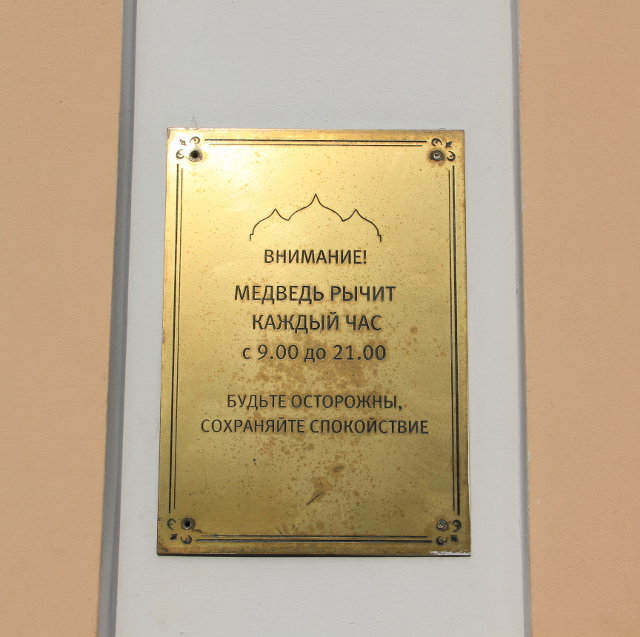 ВНИМАНИЕ!
МЕДВЕДЬ РЫЧИТ
КАЖДЫЙ ЧАС
с 9.00 до 21.00
БУДЬТЕ ОСТОРОЖНЫ,
СОХРАНЯЙТЕ СПОКОЙСТВИЕ